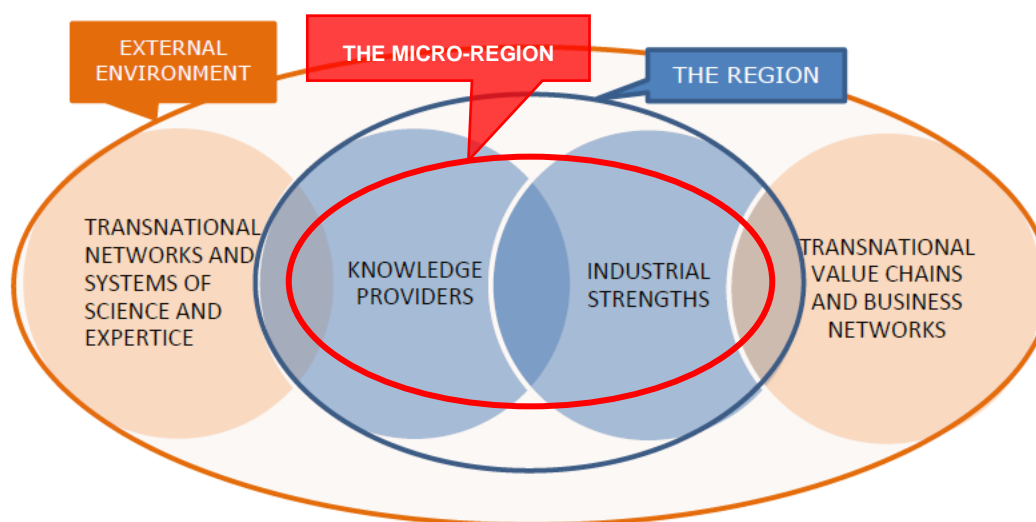 EXTERNAL
ENVIRONMENT
THE MICRO-REGION
THE REGION
TRANSNATIONAL
NETWORKS AND
SYSTEMS OF
SCIENCE AND
EXPERTICE
KNOWLEDGE
PROVIDERS
INDUSTRIAL
STRENGTHS
TRANSNATIONAL
VALUE CHAINS
AND BUSINESS
NETWORKS